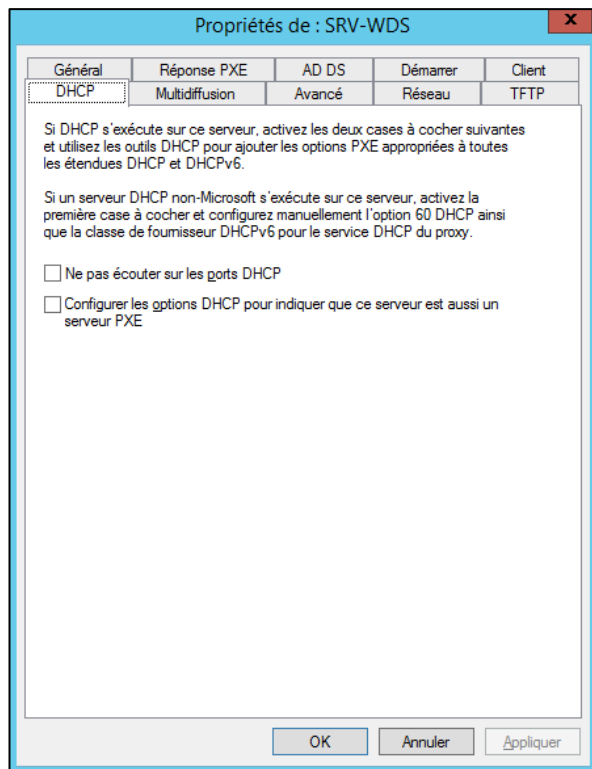 Propriétés de : SRV-WDS
x
Général Réponse PXE AD DS Démarrer Client
DHCP Multidiffusion Avancé Réseau TFTP
Si DHCP s'exécute sur ce serveur, activez les deux cases à cocher suivantes
et utilisez les outils DHCP pour ajouter les options PXE appropriées à toutes
les étendues DHCP et DHCPv6.
Si un serveur DHCP non-Microsoft s'exécute sur ce serveur, activez la
première case à cocher et configurez manuellement l'option 60 DHCP ainsi
que la classe de fournisseur DHCPv6 pour le service DHCP du proxy.
Ne pas écouter sur les ports DHCP
Configurer les options DHCP pour indiquer que ce serveur est aussi un
serveur PXE
OK Annuler Appliquer